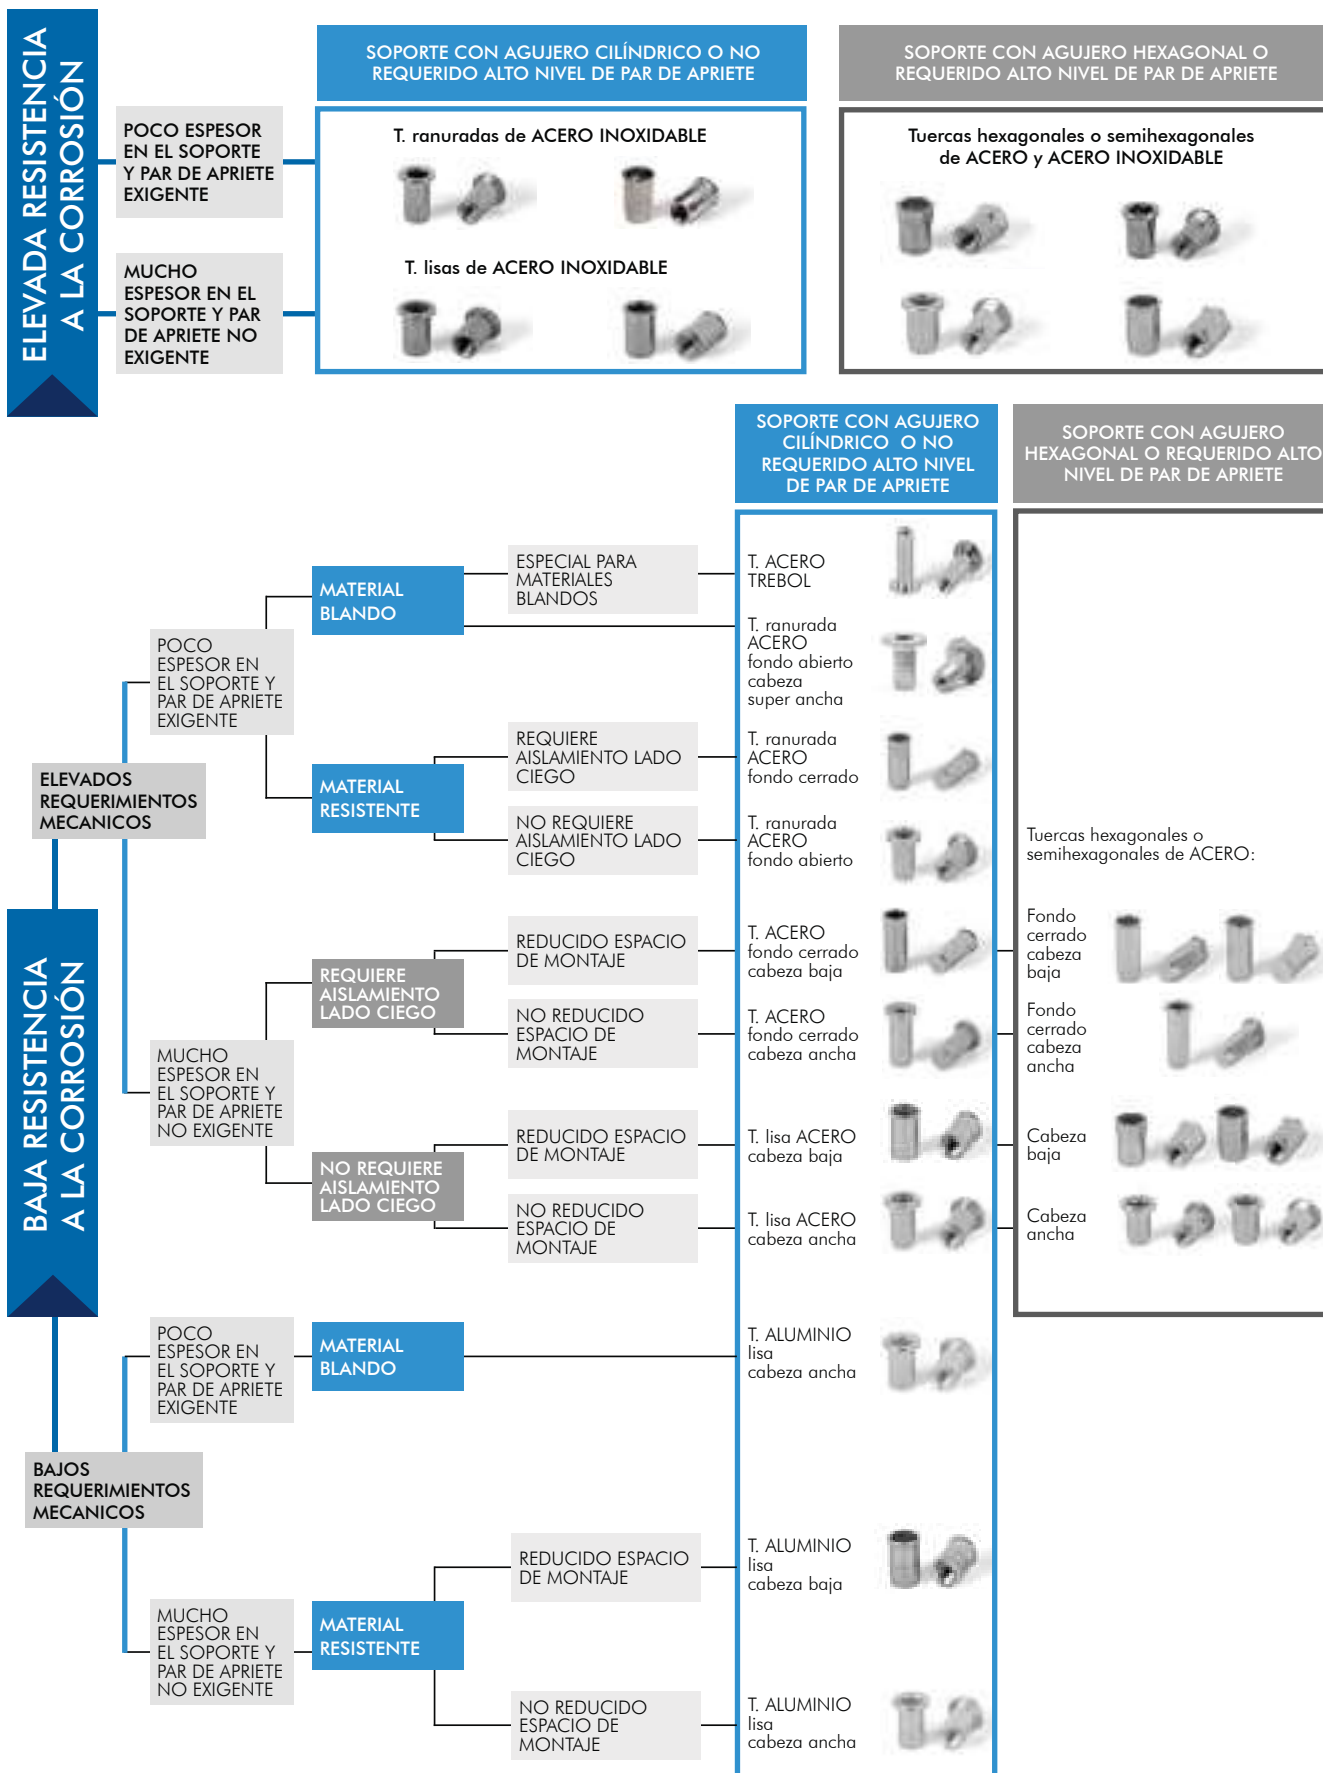 ELEVADA RESISTENCIA
A LA CORROSIÓN
POCO ESPESOR
EN EL SOPORTE
Y PAR DE APRIETE
EXIGENTE
MUCHO
ESPESOR EN EL
SOPORTE Y PAR
DE APRIETE NO
EXIGENTE
SOPORTE CON AGUJERO CILÍNDRICO O NO
REQUERIDO ALTO NIVEL DE PAR DE APRIETE
T. ranuradas de ACERO INOXIDABLE
T. lisas de ACERO INOXIDABLE
SOPORTE CON AGUJERO HEXAGONAL O
REQUERIDO ALTO NIVEL DE PAR DE APRIETE
Tuercas hexagonales o semihexagonales
de ACERO y ACERO INOXIDABLE
SOPORTE CON AGUJERO
CILÍNDRICO O NO
REQUERIDO ALTO NIVEL
DE PAR DE APRIETE
SOPORTE CON AGUJERO
HEXAGONAL O REQUERIDO ALTO
NIVEL DE PAR DE APRIETE
BAJA RESISTENCIA
A LA CORROSIÓN
ELEVADOS
REQUERIMIENTOS
MECANICOS
POCO
ESPESOR EN
EL SOPORTE Y
PAR DE APRIETE
EXIGENTE
MATERIAL
BLANDO
ESPECIAL PARA
MATERIALES
BLANDOS
T. ACERO
TREBOL
T. ranurada
ACERO
fondo abierto
cabeza
super ancha
MATERIAL
RESISTENTE
REQUIERE
AISLAMIENTO LADO
CIEGO
T. ranurada
ACERO
fondo cerrado
NO REQUIERE
AISLAMIENTO LADO
CIEGO
T. ranurada
ACERO
fondo abierto
Tuercas hexagonales o
semihexagonales de ACERO:
MUCHO
ESPESOR EN
EL SOPORTE Y
PAR DE APRIETE
NO EXIGENTE
REQUIERE
AISLAMIENTO
LADO CIEGO
REDUCIDO ESPACIO
DE MONTAJE
T. ACERO
fondo cerrado
cabeza baja
Fondo
cerrado
cabeza
baja
NO REDUCIDO
ESPACIO DE
MONTAJE
T. ACERO
fondo cerrado
cabeza ancha
Fondo
cerrado
cabeza
ancha
NO REQUIERE
AISLAMIENTO
LADO CIEGO
REDUCIDO ESPACIO
DE MONTAJE
T. lisa ACERO
cabeza baja
Cabeza
baja
NO REDUCIDO
ESPACIO DE
MONTAJE
T. lisa ACERO
cabeza ancha
Cabeza
ancha
BAJOS
REQUERIMIENTOS
MECANICOS
POCO
ESPESOR EN
EL SOPORTE Y
PAR DE APRIETE
EXIGENTE
MATERIAL
BLANDO
T. ALUMINIO
lisa
cabeza ancha
MUCHO
ESPESOR EN
EL SOPORTE Y
PAR DE APRIETE
NO EXIGENTE
MATERIAL
RESISTENTE
REDUCIDO ESPACIO
DE MONTAJE
T. ALUMINIO
lisa
cabeza baja
NO REDUCIDO
ESPACIO DE
MONTAJE
T. ALUMINIO
lisa
cabeza ancha